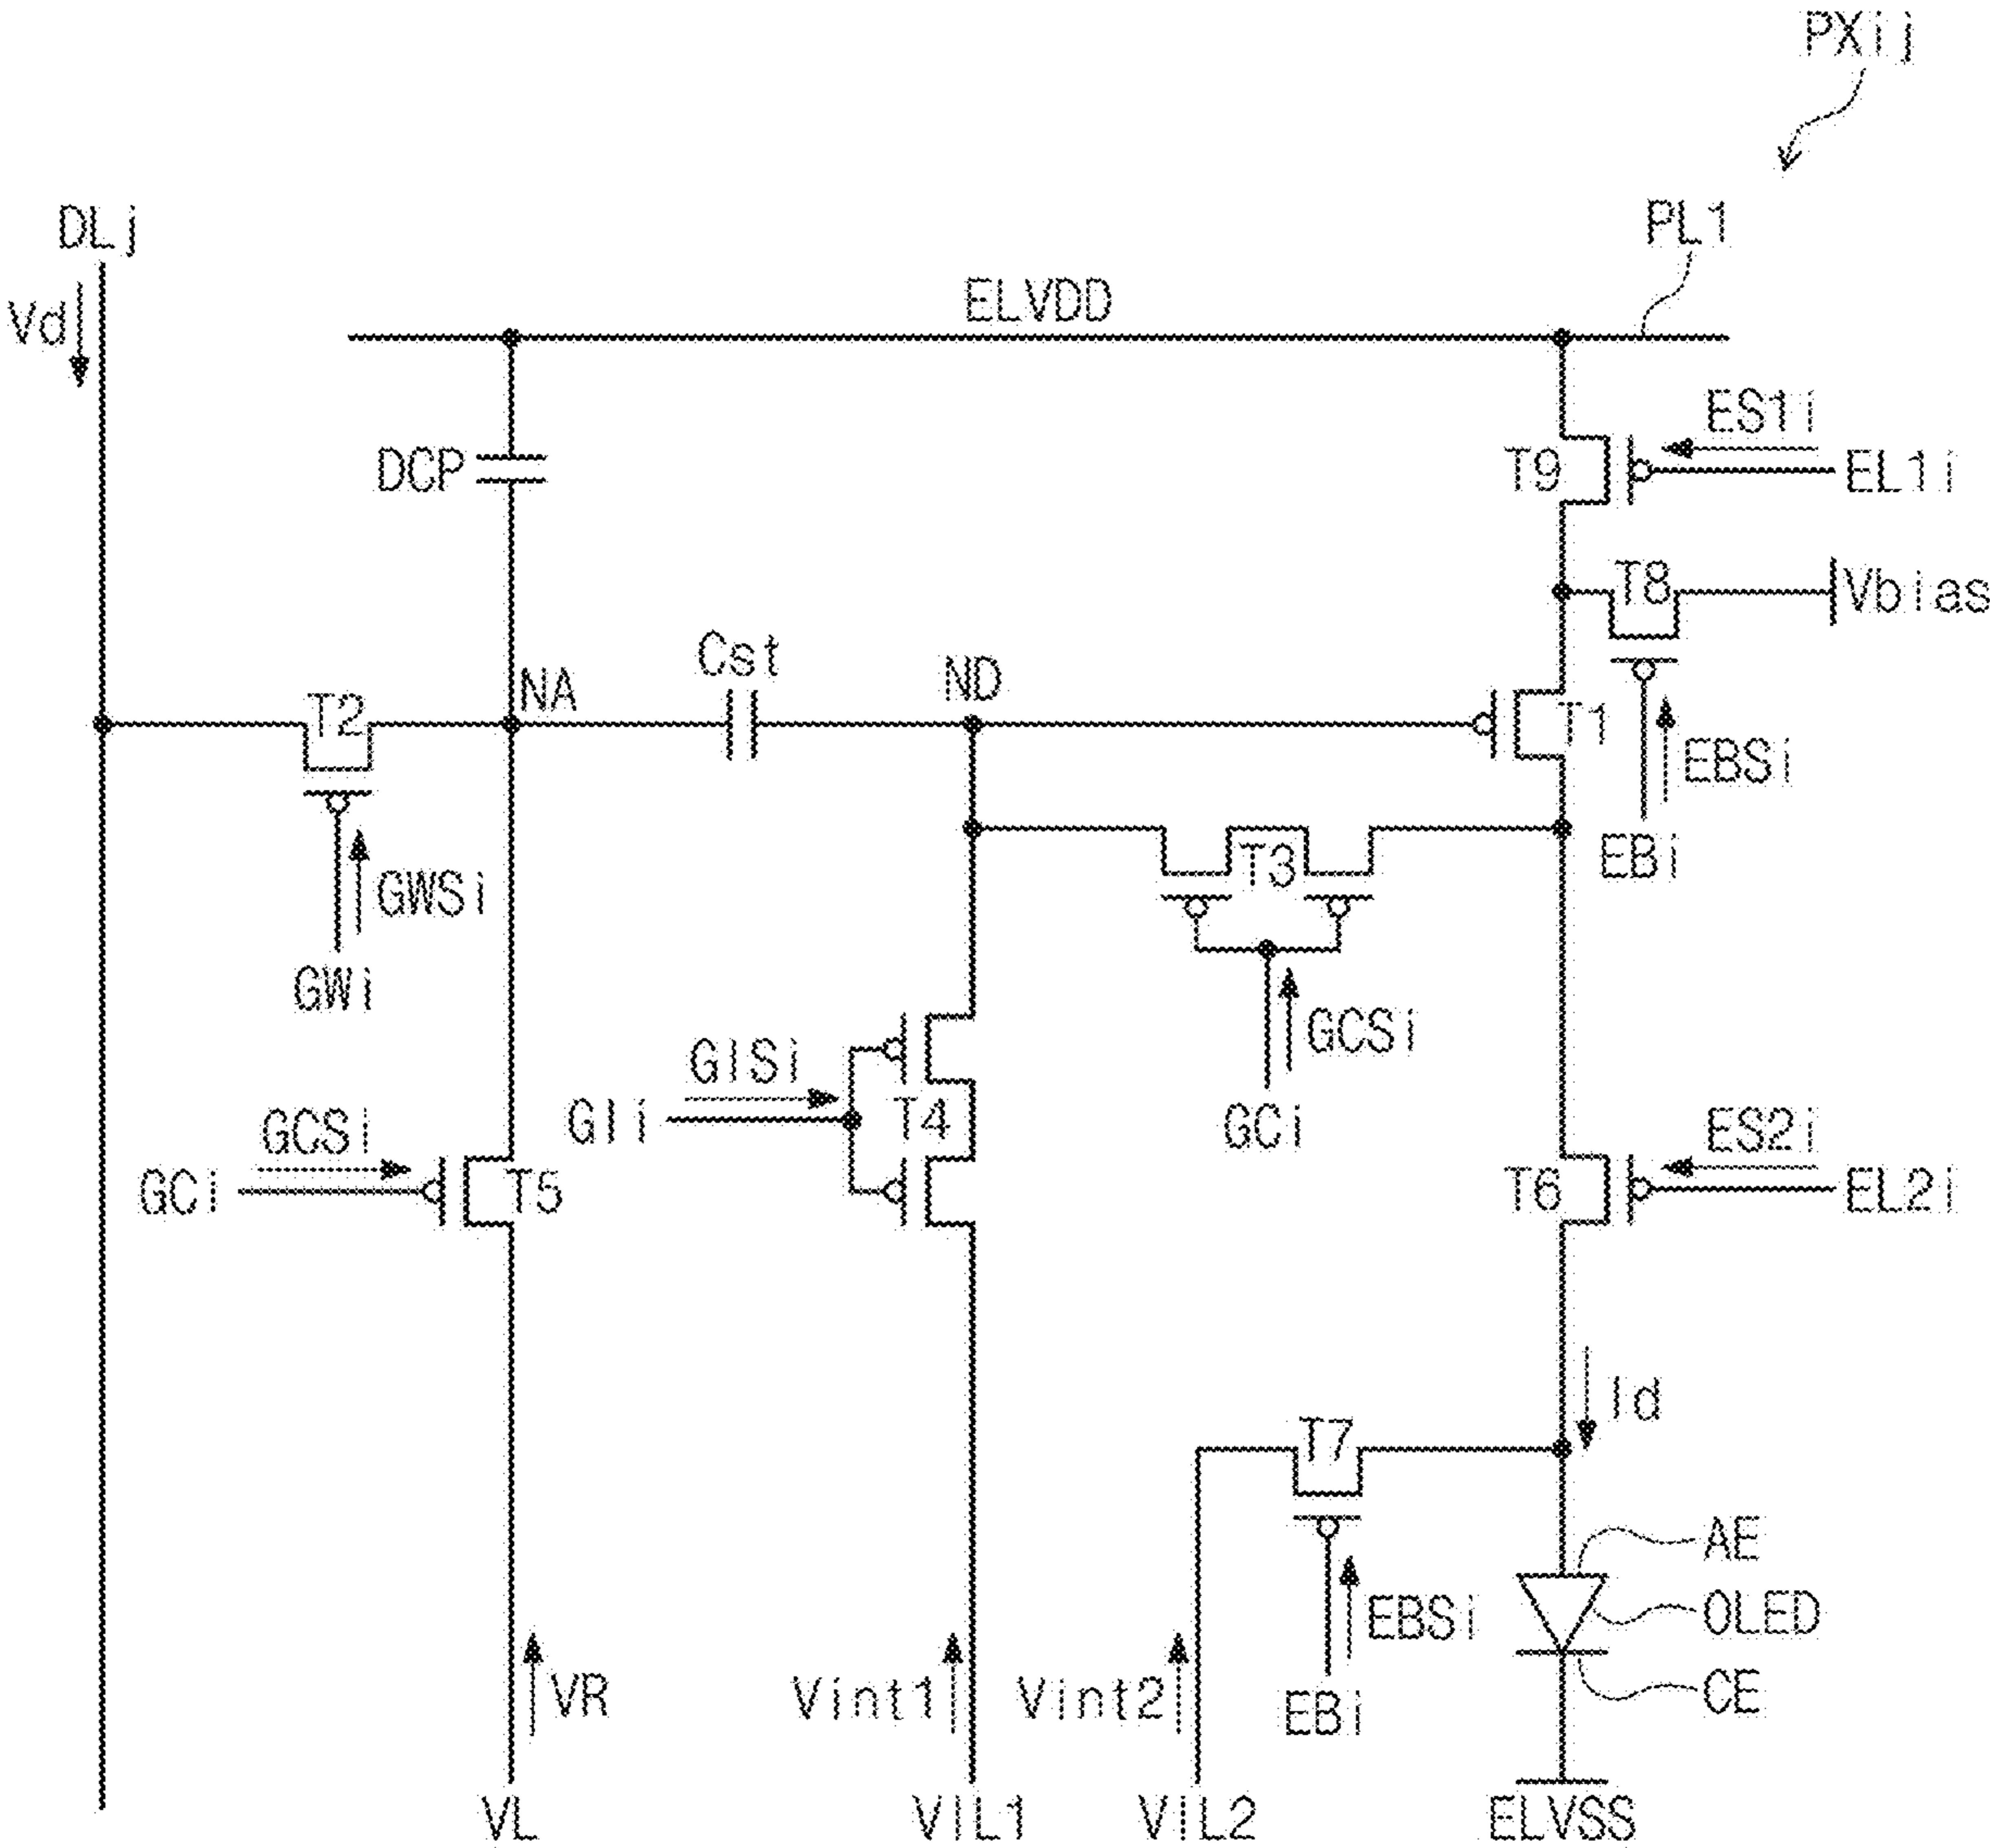 PXij
DLj
PL1
Vd
ELVDD
ES1i
DCP
T9
EL1i
T8
Vbias
Cst
NA
ND
T2
T1
EBSi
T3
EBi
GWSi
GWi
GCSi
GISi
GIi
T4
GCi
GCSi
ES2i
GCi
T5
T6
EL2i
Id
T7
AE
OLED
EBSi
CE
VR
Vint1
Vint2
EBi
VL
VIL1
VIL2
ELVSS